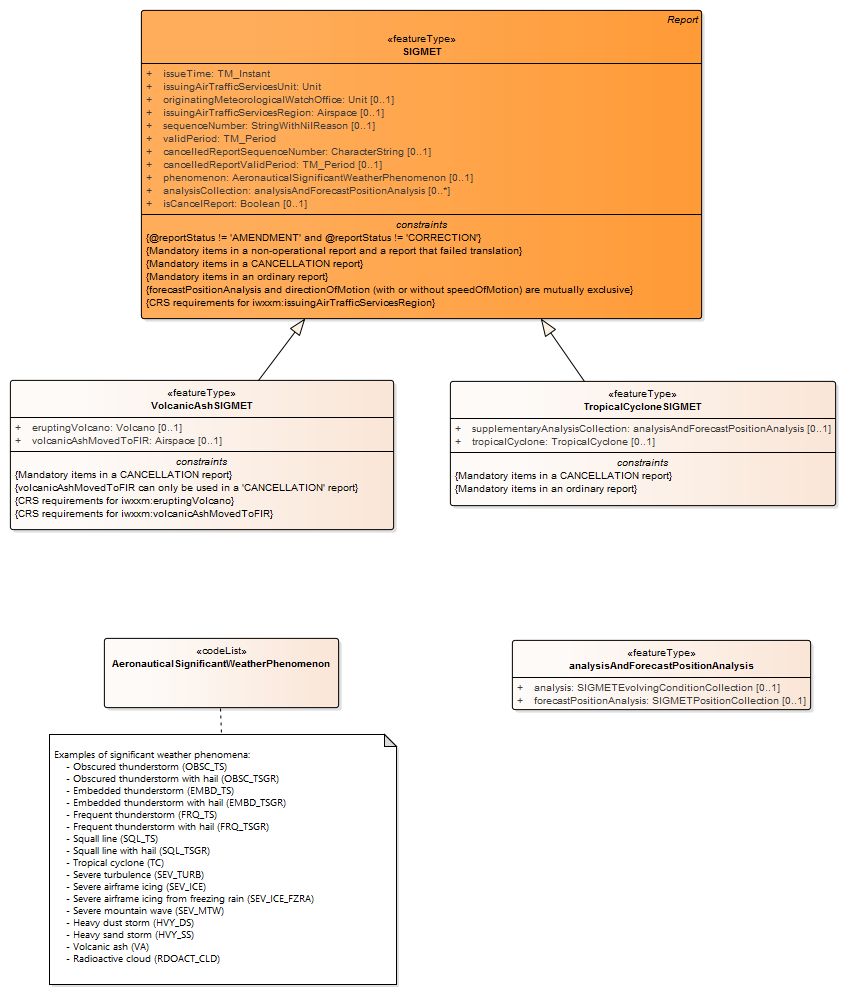 Report
«featureType»
SIGMET
+ issueTime: TM_Instant
+ issuingAirTrafficServicesUnit: Unit
+ originatingMeteorologicalWatchOffice: Unit [0..1]
+ issuingAirTrafficServicesRegion: Airspace [0..1]
+ sequenceNumber: StringWithNilReason [0..1]
+ validPeriod: TM_Period
+ cancelledReportSequenceNumber: CharacterString [0..1]
+ cancelledReportValidPeriod: TM_Period [0..1]
+ phenomenon: AeronauticalSignificantWeatherPhenomenon [0..1]
+ analysisCollection: analysisAndForecastPositionAnalysis [0..*]
+ isCancelReport: Boolean [0..1]
constraints
{@reportStatus != 'AMENDMENT' and @reportStatus != 'CORRECTION'}
{Mandatory items in a non-operational report and a report that failed translation}
{Mandatory items in a CANCELLATION report}
{Mandatory items in an ordinary report}
{forecastPositionAnalysis and directionOfMotion (with or without speedOfMotion) are mutually exclusive}
{CRS requirements for iwxxm:issuingAirTrafficServicesRegion}
«featureType»
VolcanicAshSIGMET
+ eruptingVolcano: Volcano [0..1]
+ volcanicAshMovedToFIR: Airspace [0..1]
constraints
{Mandatory items in a CANCELLATION report}
{volcanicAshMovedToFIR can only be used in a 'CANCELLATION' report}
{CRS requirements for iwxxm:eruptingVolcano}
{CRS requirements for iwxxm:volcanicAshMovedToFIR}
«featureType»
TropicalCycloneSIGMET
+ supplementaryAnalysisCollection: analysisAndForecastPositionAnalysis [0..1]
+ tropicalCyclone: TropicalCyclone [0..1]
constraints
{Mandatory items in a CANCELLATION report}
{Mandatory items in an ordinary report}
«codeList»
AeronauticalSignificantWeatherPhenomenon
«featureType»
analysisAndForecastPositionAnalysis
+ analysis: SIGMETEvolvingConditionCollection [0..1]
+ forecastPositionAnalysis: SIGMETPositionCollection [0..1]
Examples of significant weather phenomena:
- Obscured thunderstorm (OBSC_TS)
- Obscured thunderstorm with hail (OBSC_TSGR)
- Embedded thunderstorm (EMBD_TS)
- Embedded thunderstorm with hail (EMBD_TSGR)
- Frequent thunderstorm (FRQ_TS)
- Frequent thunderstorm with hail (FRQ_TSGR)
- Squall line (SQL_TS)
- Squall line with hail (SQL_TSGR)
- Tropical cyclone (TC)
- Severe turbulence (SEV_TURB)
- Severe airframe icing (SEV_ICE)
- Severe airframe icing from freezing rain (SEV_ICE_FZRA)
- Severe mountain wave (SEV_MTW)
- Heavy dust storm (HVY_DS)
- Heavy sand storm (HVY_SS)
- Volcanic ash (VA)
- Radioactive cloud (RDOACT_CLD)